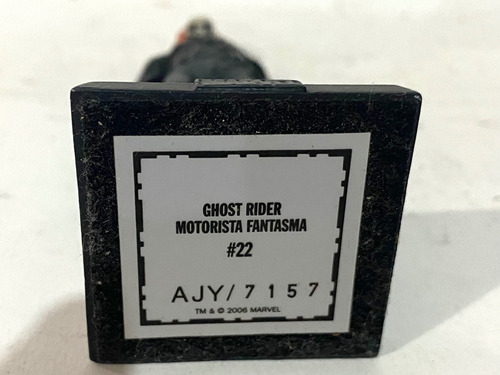 GHOST RIDER
MOTORISTA FANTASMA
#22
AJY/7157
TM & © 2006 MARVEL